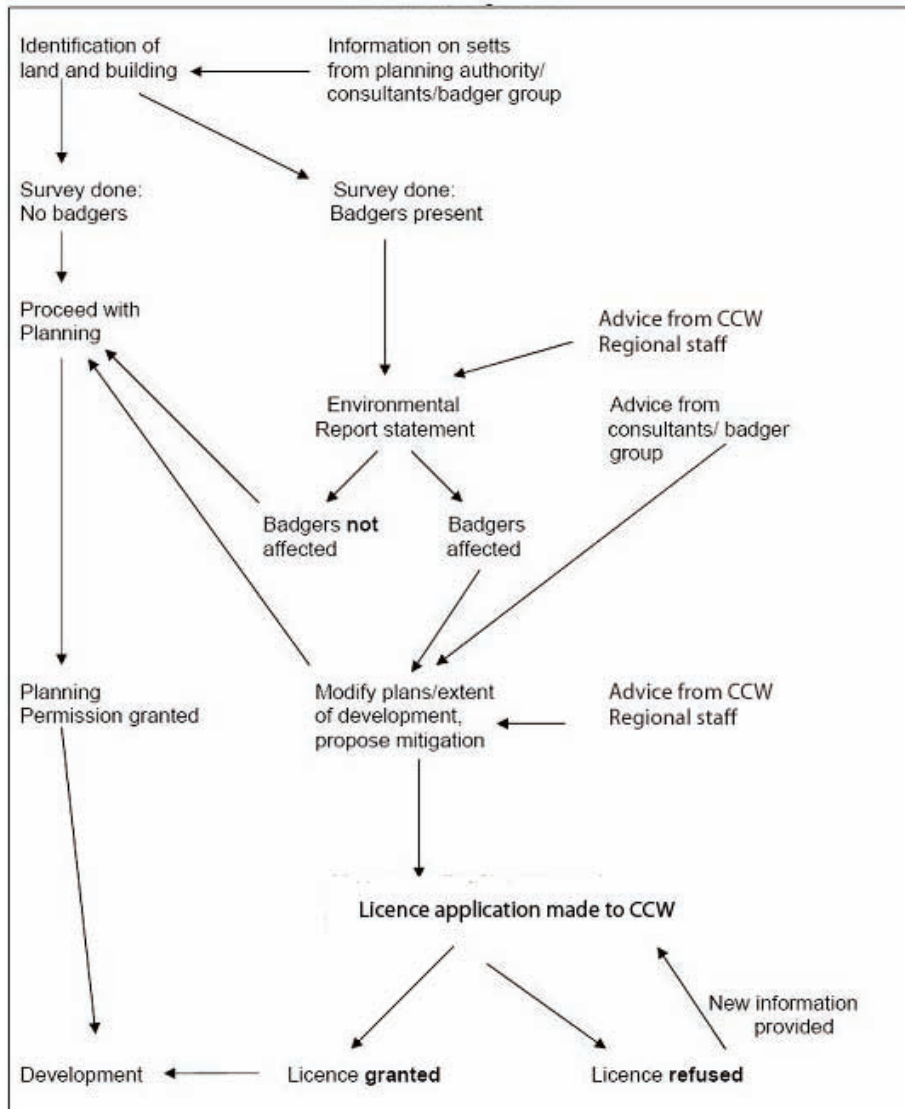 Identification of
land and building
Information on setts
from planning authority/
consultants/badger group
Survey done:
No badgers
Survey done:
Badgers present
Proceed with
Planning
Advice from CCW
Regional staff
Environmental
Report statement
Advice from
consultants/ badger
group
Badgers not
affected
Badgers
affected
Planning
Permission granted
Modify plans/extent
of development,
propose mitigation
Advice from CCW
Regional staff
Licence application made to CCW
New information
provided
Development
Licence granted
Licence refused